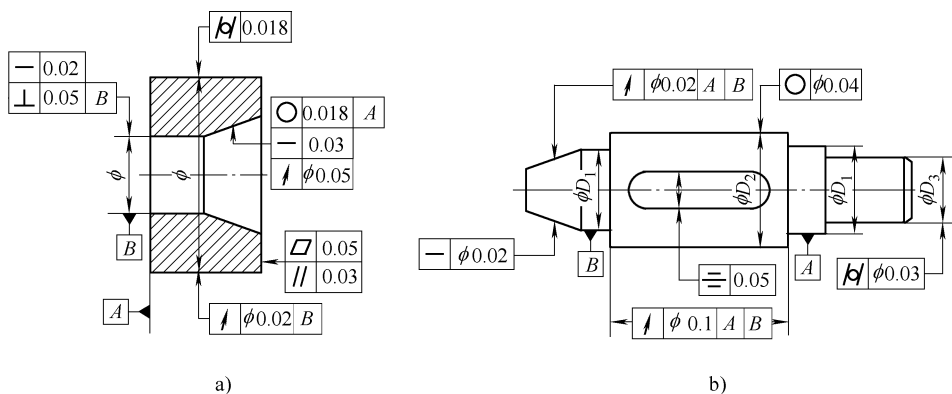 ⌭ 0.018
— 0.02
⊥ 0.05 B
○ 0.018 A
— 0.03
↗ ϕ0.05
ϕ
ϕ
B
A
▱ 0.05
// 0.03
↗ ϕ0.02 B
a)
↗ ϕ0.02 A B
○ ϕ0.04
ϕD₁
ϕD₂
ϕD₁
ϕD₃
— ϕ0.02
B
A
⌯ 0.05
⌭ ϕ0.03
↗ ϕ 0.1 A B
b)